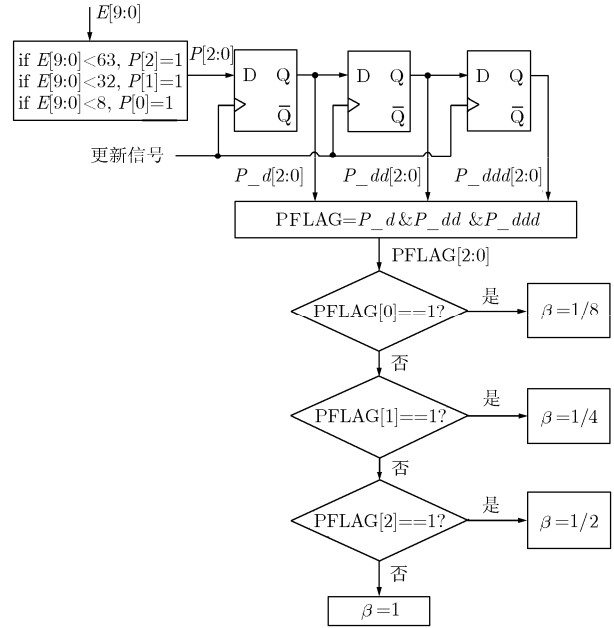 E[9:0]
if E[9:0]<63, P[2]=1
if E[9:0]<32, P[1]=1
if E[9:0]<8, P[0]=1
P[2:0]
D Q
Q̅
D Q
Q̅
D Q
Q̅
更新信号
P_d[2:0]
P_dd[2:0]
P_ddd[2:0]
PFLAG=P_d&P_dd &P_ddd
PFLAG[2:0]
PFLAG[0]==1?
是
β=1/8
否
PFLAG[1]==1?
是
β=1/4
否
PFLAG[2]==1?
是
β=1/2
否
β=1